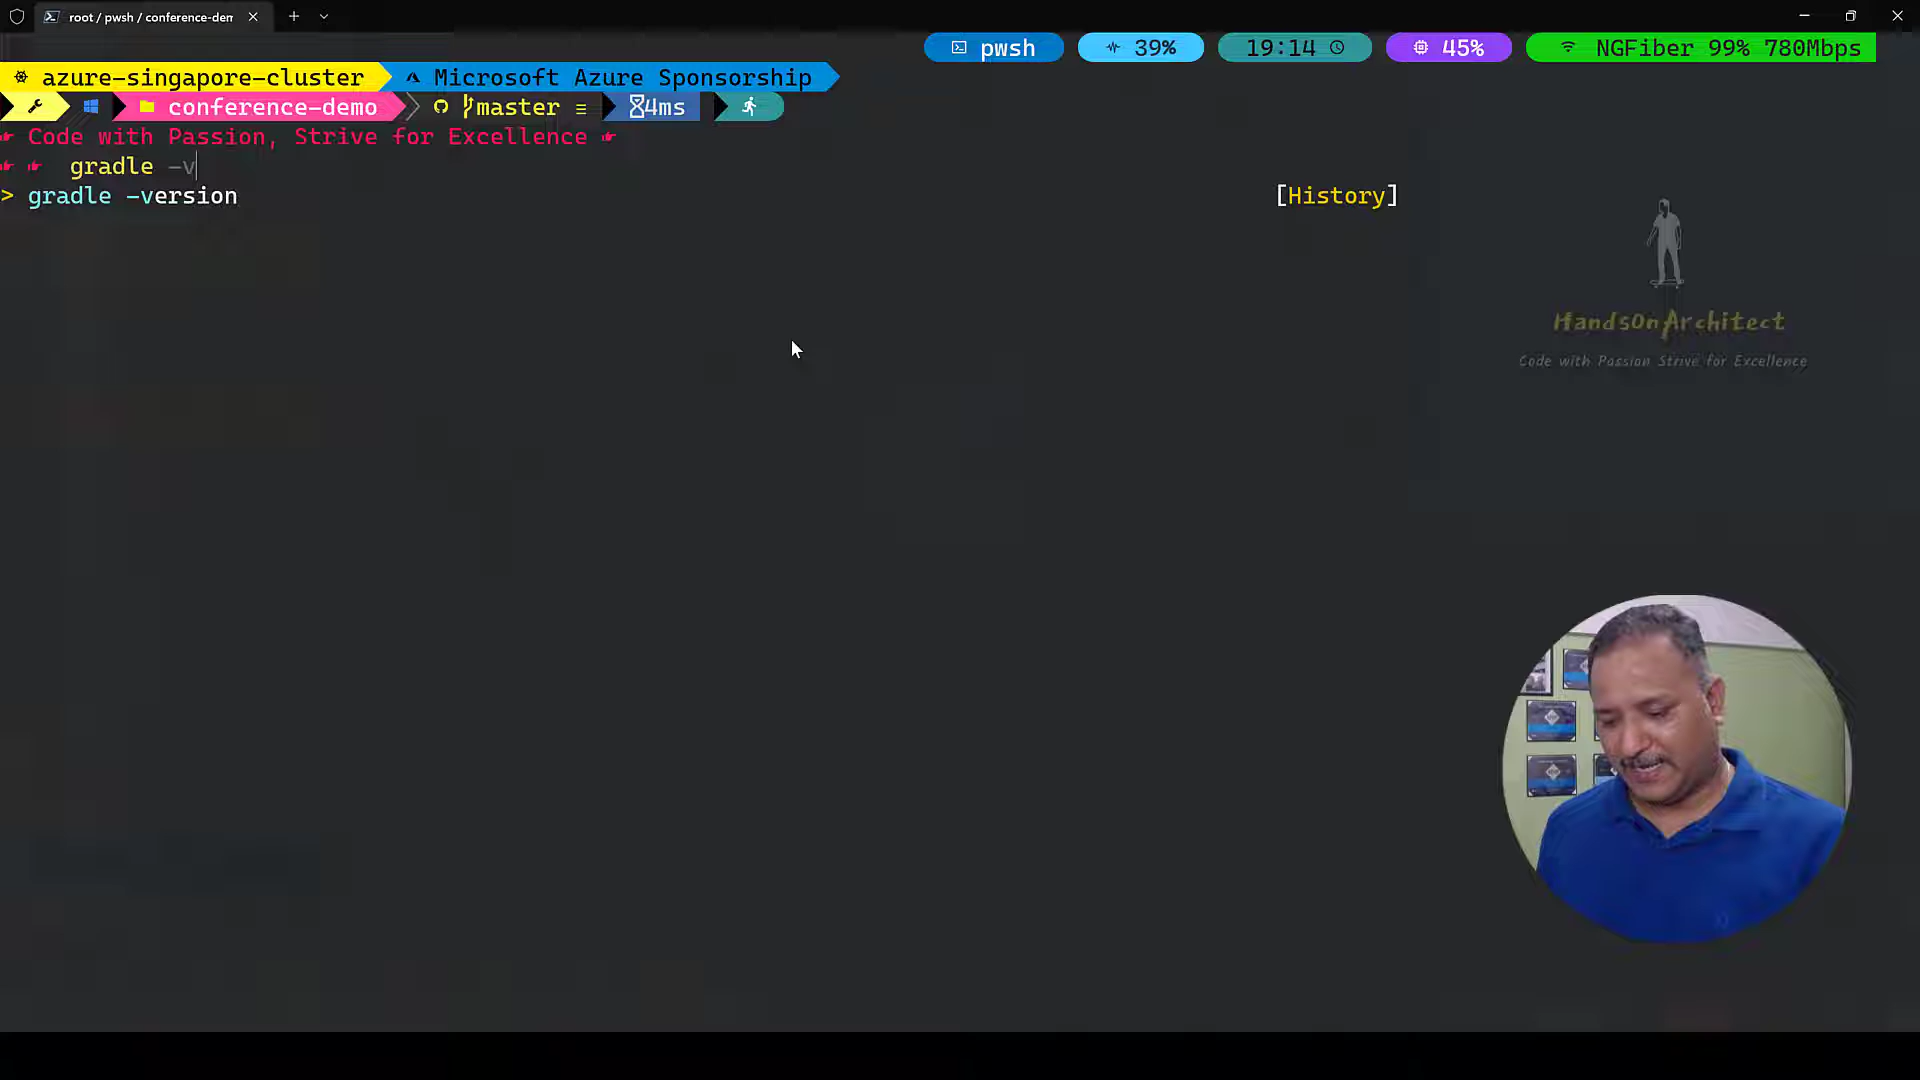 root / pwsh / conference-dem
pwsh 39% 19:14 45% NGFiber 99% 780Mbps
azure-singapore-cluster Microsoft Azure Sponsorship
conference-demo master ≡ 4ms
Code with Passion, Strive for Excellence
gradle -v
> gradle -version [History]
HandsOnArchitect
Code with Passion Strive for Excellence